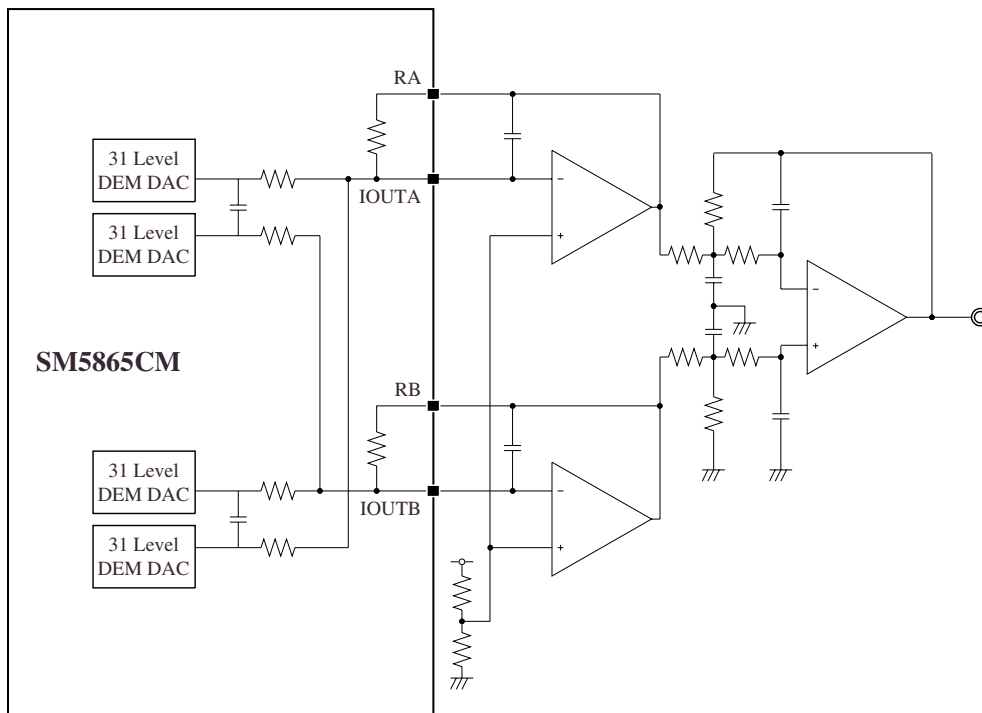 RA
31 Level
DEM DAC
IOUTA
31 Level
DEM DAC
−
+
−
+
SM5865CM
RB
31 Level
DEM DAC
IOUTB
31 Level
DEM DAC
−
+